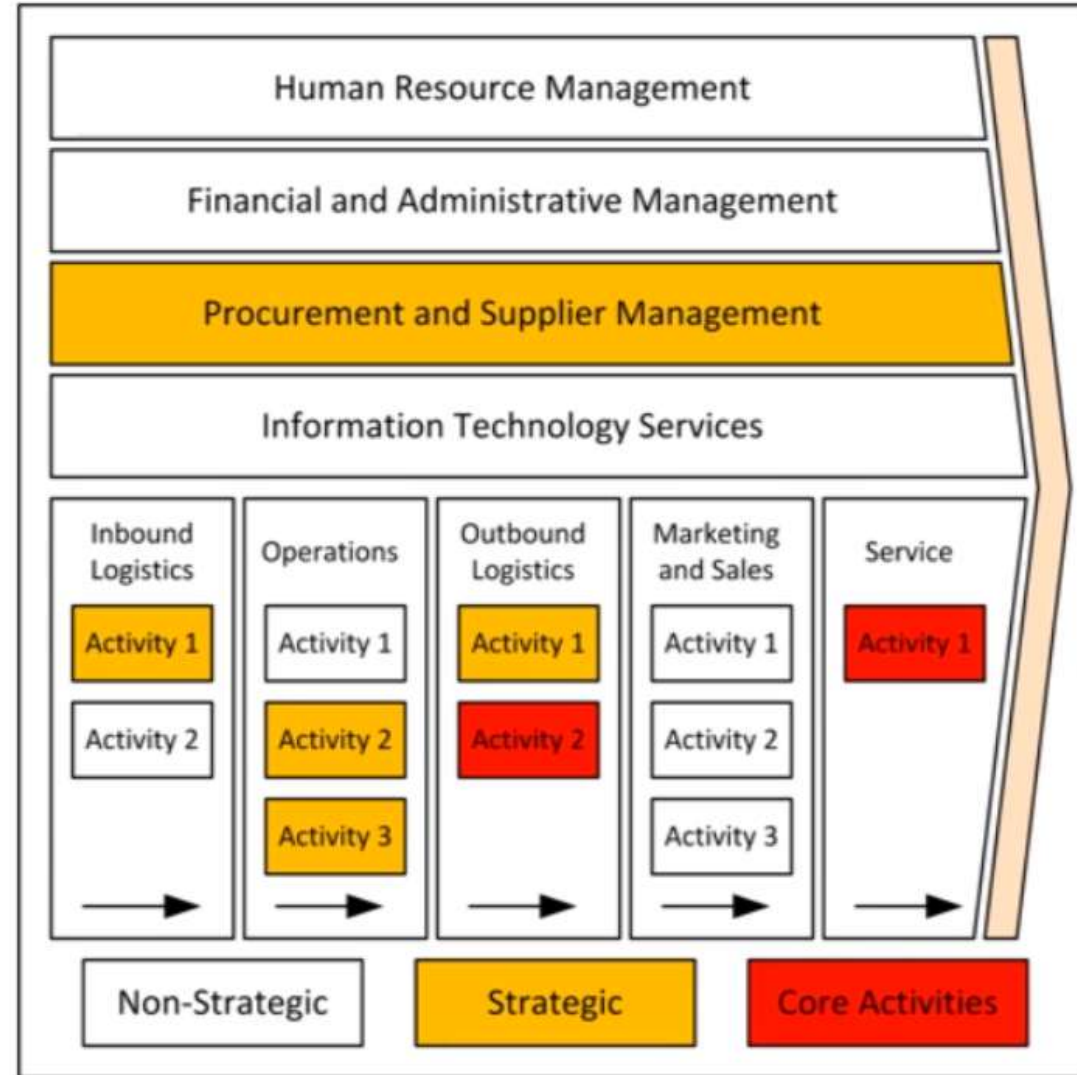 Human Resource Management
Financial and Administrative Management
Procurement and Supplier Management
Information Technology Services
Inbound
Logistics
Activity 1
Activity 2
Operations
Activity 1
Activity 2
Activity 3
Outbound
Logistics
Activity 1
Activity 2
Marketing
and Sales
Activity 1
Activity 2
Activity 3
Service
Activity 1
Non-Strategic
Strategic
Core Activities